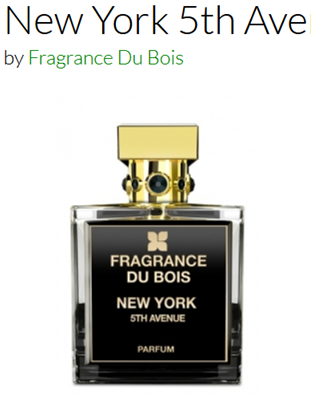 New York 5th Ave
by Fragrance Du Bois
FRAGRANCE
DU BOIS
NEW YORK
5TH AVENUE
PARFUM